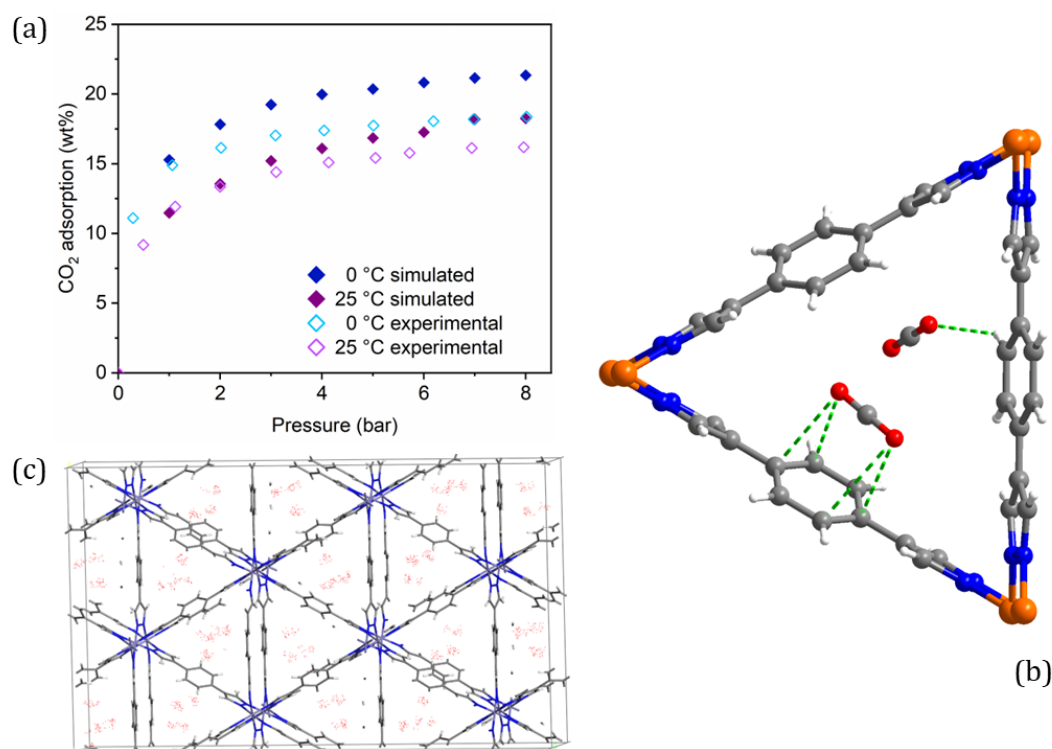 (a)
CO₂ adsorption (wt%)
25
20
15
10
5
0
0 °C simulated
25 °C simulated
0 °C experimental
25 °C experimental
0 2 4 6 8
Pressure (bar)
(c)
(b)